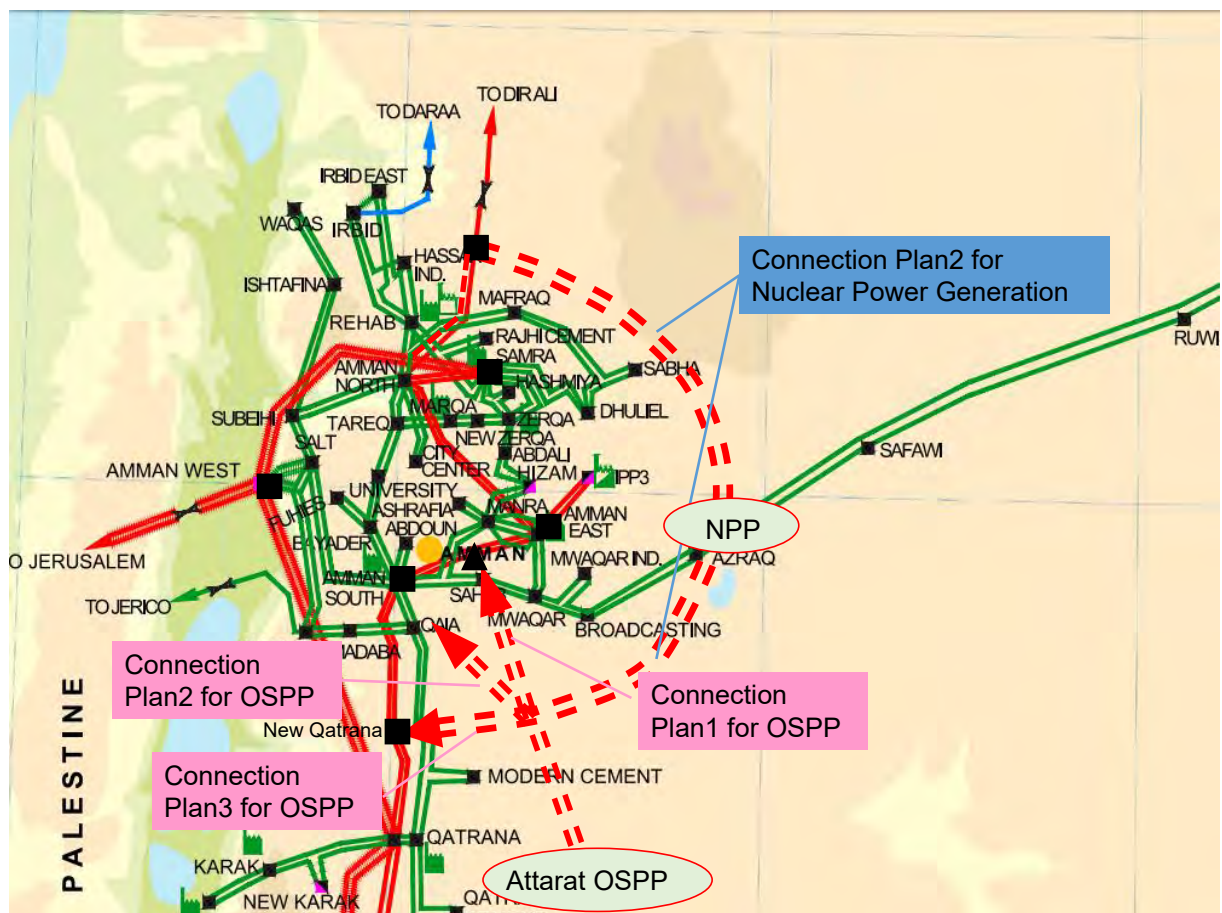 TO DARAA
TO DIR ALI
IRBID EAST
WAQAS
IRBID
HASSA
IND.
ISHTAFINA
MAFRAQ
REHAB
RAJHI CEMENT
SAMRA
AMMAN
NORTH
HASHMIYA
SABHA
SUBEIHI
MARQA
DHULIEL
TAREQ
ZERQA
NEW ZERQA
SALT
CITY
CENTER
ABDALI
HIZAM
AMMAN WEST
IPP3
UNIVERSITY
FUHIES
ASHRAFIA
MANRA
ABDOUN
AMMAN
EAST
AMMAN
MWAQAR IND.
AZRAQ
O JERUSALEM
AMMAN
SOUTH
SAH
MWAQAR
BROADCASTING
TO JERICO
QAIA
MADABA
RUWI
SAFAWI
NPP
Connection Plan2 for
Nuclear Power Generation
Connection
Plan2 for OSPP
Connection
Plan1 for OSPP
New Qatrana
Connection
Plan3 for OSPP
MODERN CEMENT
PALESTINE
QATRANA
KARAK
NEW KARAK
Attarat OSPP